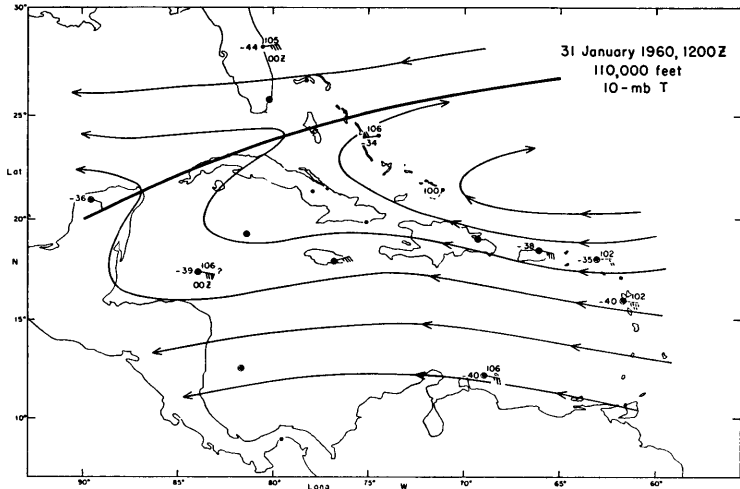 30°
31 January 1960, 1200Z
110,000 feet
10-mb T
-44 105
00Z
25°
106
-34
Lat
100
-36
20°
-38
102
-35
N
106
-39 ?
00Z
102
-40
15°
106
-40
10°
90° 85° 80° 75° 70° 65° 60°
Long W